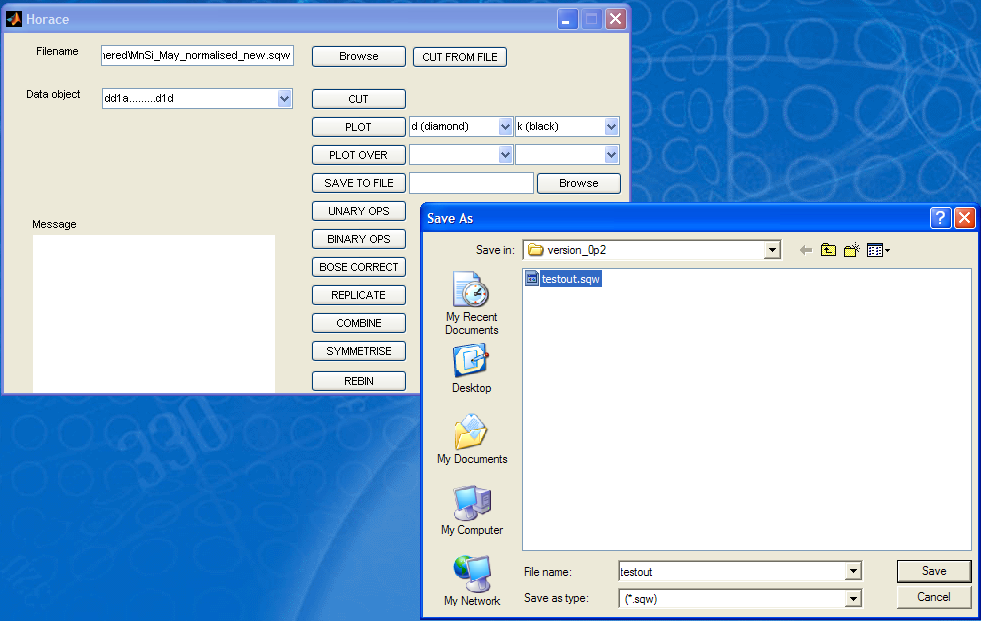 Horace
Filename
hered\MnSi_May_normalised_new.sqw
Browse
CUT FROM FILE
Data object
dd1a.........d1d
CUT
PLOT
d (diamond)
k (black)
PLOT OVER
SAVE TO FILE
Browse
UNARY OPS
Message
BINARY OPS
BOSE CORRECT
REPLICATE
COMBINE
SYMMETRISE
REBIN
Save As
Save in:
version_0p2
testout.sqw
My Recent
Documents
Desktop
My Documents
My Computer
My Network
File name:
testout
Save
Save as type:
(*.sqw)
Cancel
330